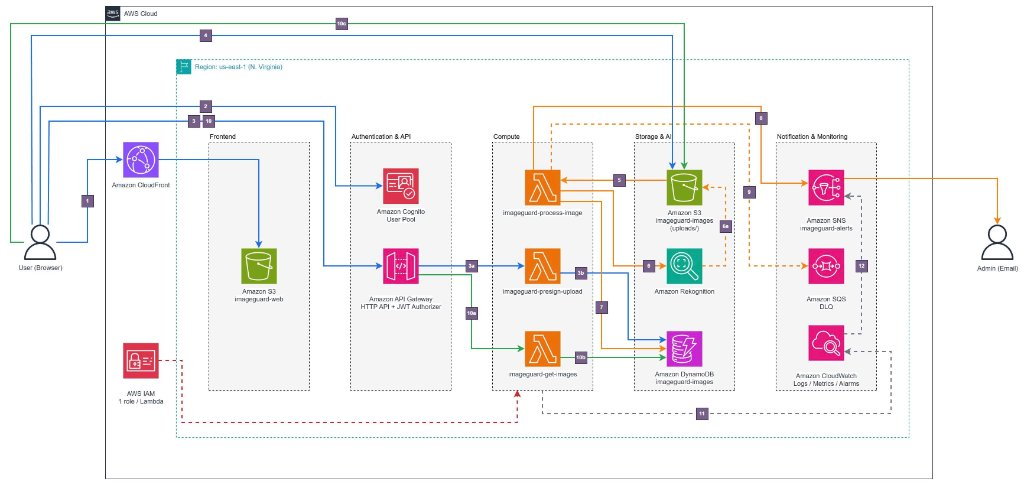 aws
AWS Cloud
10c
4
Region: us-east-1 (N. Virginia)
2
3
10
8
Frontend
Authentication & API
Compute
Storage & AI
Notification & Monitoring
Amazon CloudFront
1
5
9
Amazon Cognito
User Pool
imageguard-process-image
Amazon S3
imageguard-images
(uploads/)
6a
Amazon SNS
imageguard-alerts
User (Browser)
Admin (Email)
3a
3b
6
12
Amazon S3
imageguard-web
Amazon API Gateway
HTTP API + JWT Authorizer
imageguard-presign-upload
Amazon Rekognition
Amazon SQS
DLQ
10a
7
10b
imageguard-get-images
Amazon DynamoDB
imageguard-images
Amazon CloudWatch
Logs / Metrics / Alarms
AWS IAM
1 role / Lambda
11